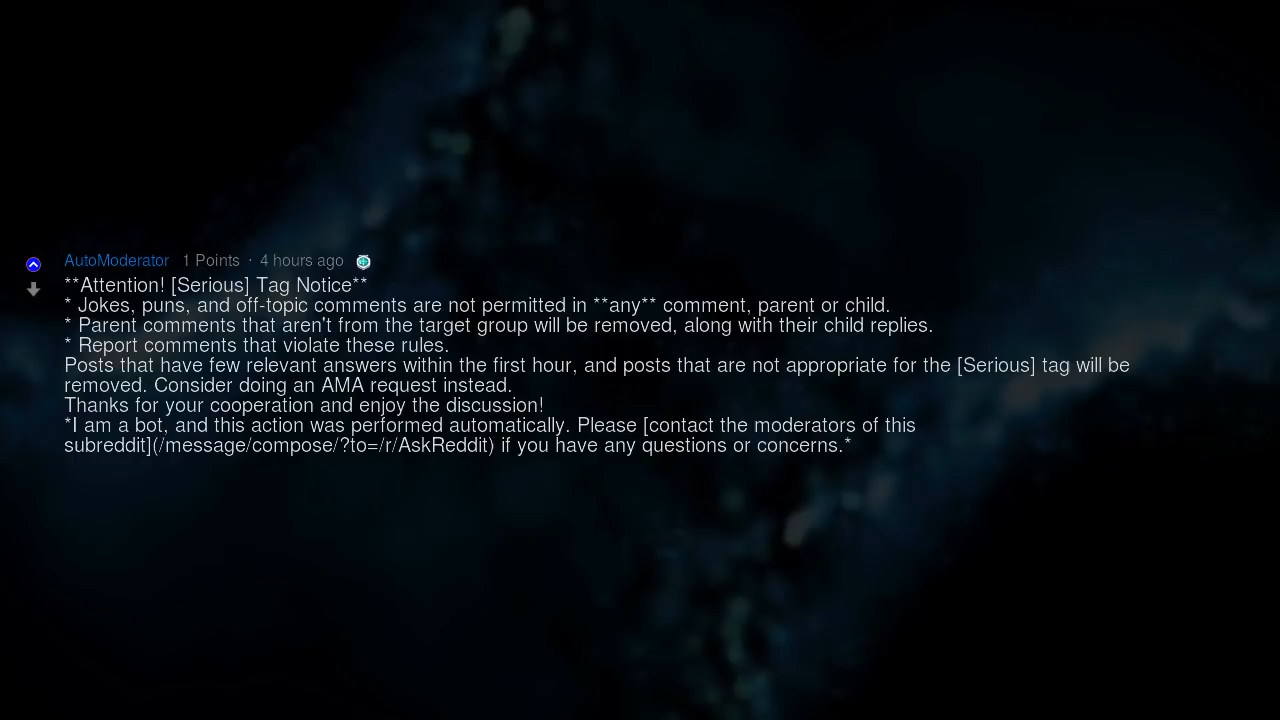 AutoModerator 1 Points · 4 hours ago
**Attention! [Serious] Tag Notice**
* Jokes, puns, and off-topic comments are not permitted in **any** comment, parent or child.
* Parent comments that aren't from the target group will be removed, along with their child replies.
* Report comments that violate these rules.
Posts that have few relevant answers within the first hour, and posts that are not appropriate for the [Serious] tag will be
removed. Consider doing an AMA request instead.
Thanks for your cooperation and enjoy the discussion!
*I am a bot, and this action was performed automatically. Please [contact the moderators of this
subreddit](/message/compose/?to=/r/AskReddit) if you have any questions or concerns.*